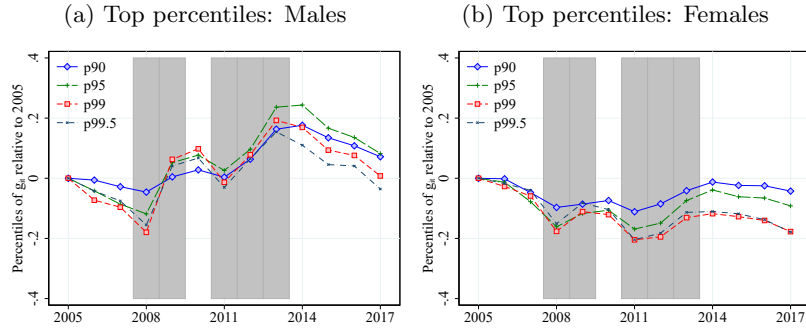 (a) Top percentiles: Males
Percentiles of gₐ relative to 2005
.4
.2
0
-.2
-.4
p90
p95
p99
p99.5
2005 2008 2011 2014 2017
(b) Top percentiles: Females
Percentiles of gₐ relative to 2005
.4
.2
0
-.2
-.4
p90
p95
p99
p99.5
2005 2008 2011 2014 2017